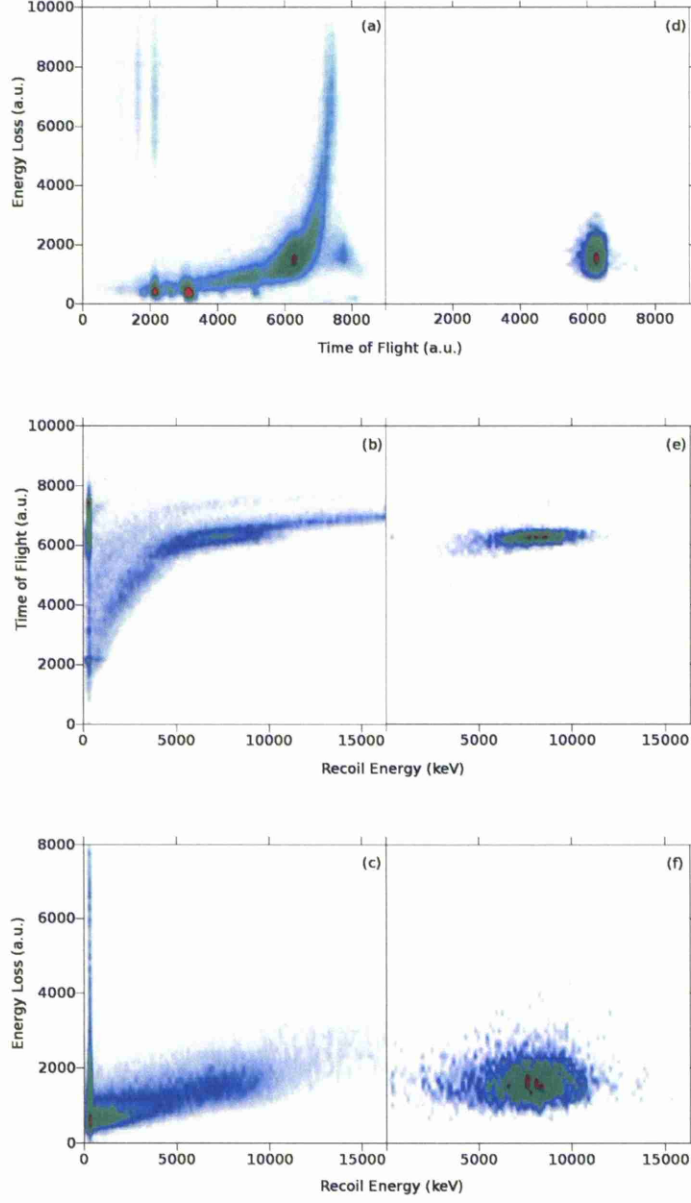 10000
8000
6000
4000
2000
0
Energy Loss (a.u.)
(a)
(d)
0 2000 4000 6000 8000
2000 4000 6000 8000
Time of Flight (a.u.)
10000
8000
6000
4000
2000
0
Time of Flight (a.u.)
(b)
(e)
0 5000 10000 15000
5000 10000 15000
Recoil Energy (keV)
8000
6000
4000
2000
0
Energy Loss (a.u.)
(c)
(f)
0 5000 10000 15000
5000 10000 15000
Recoil Energy (keV)